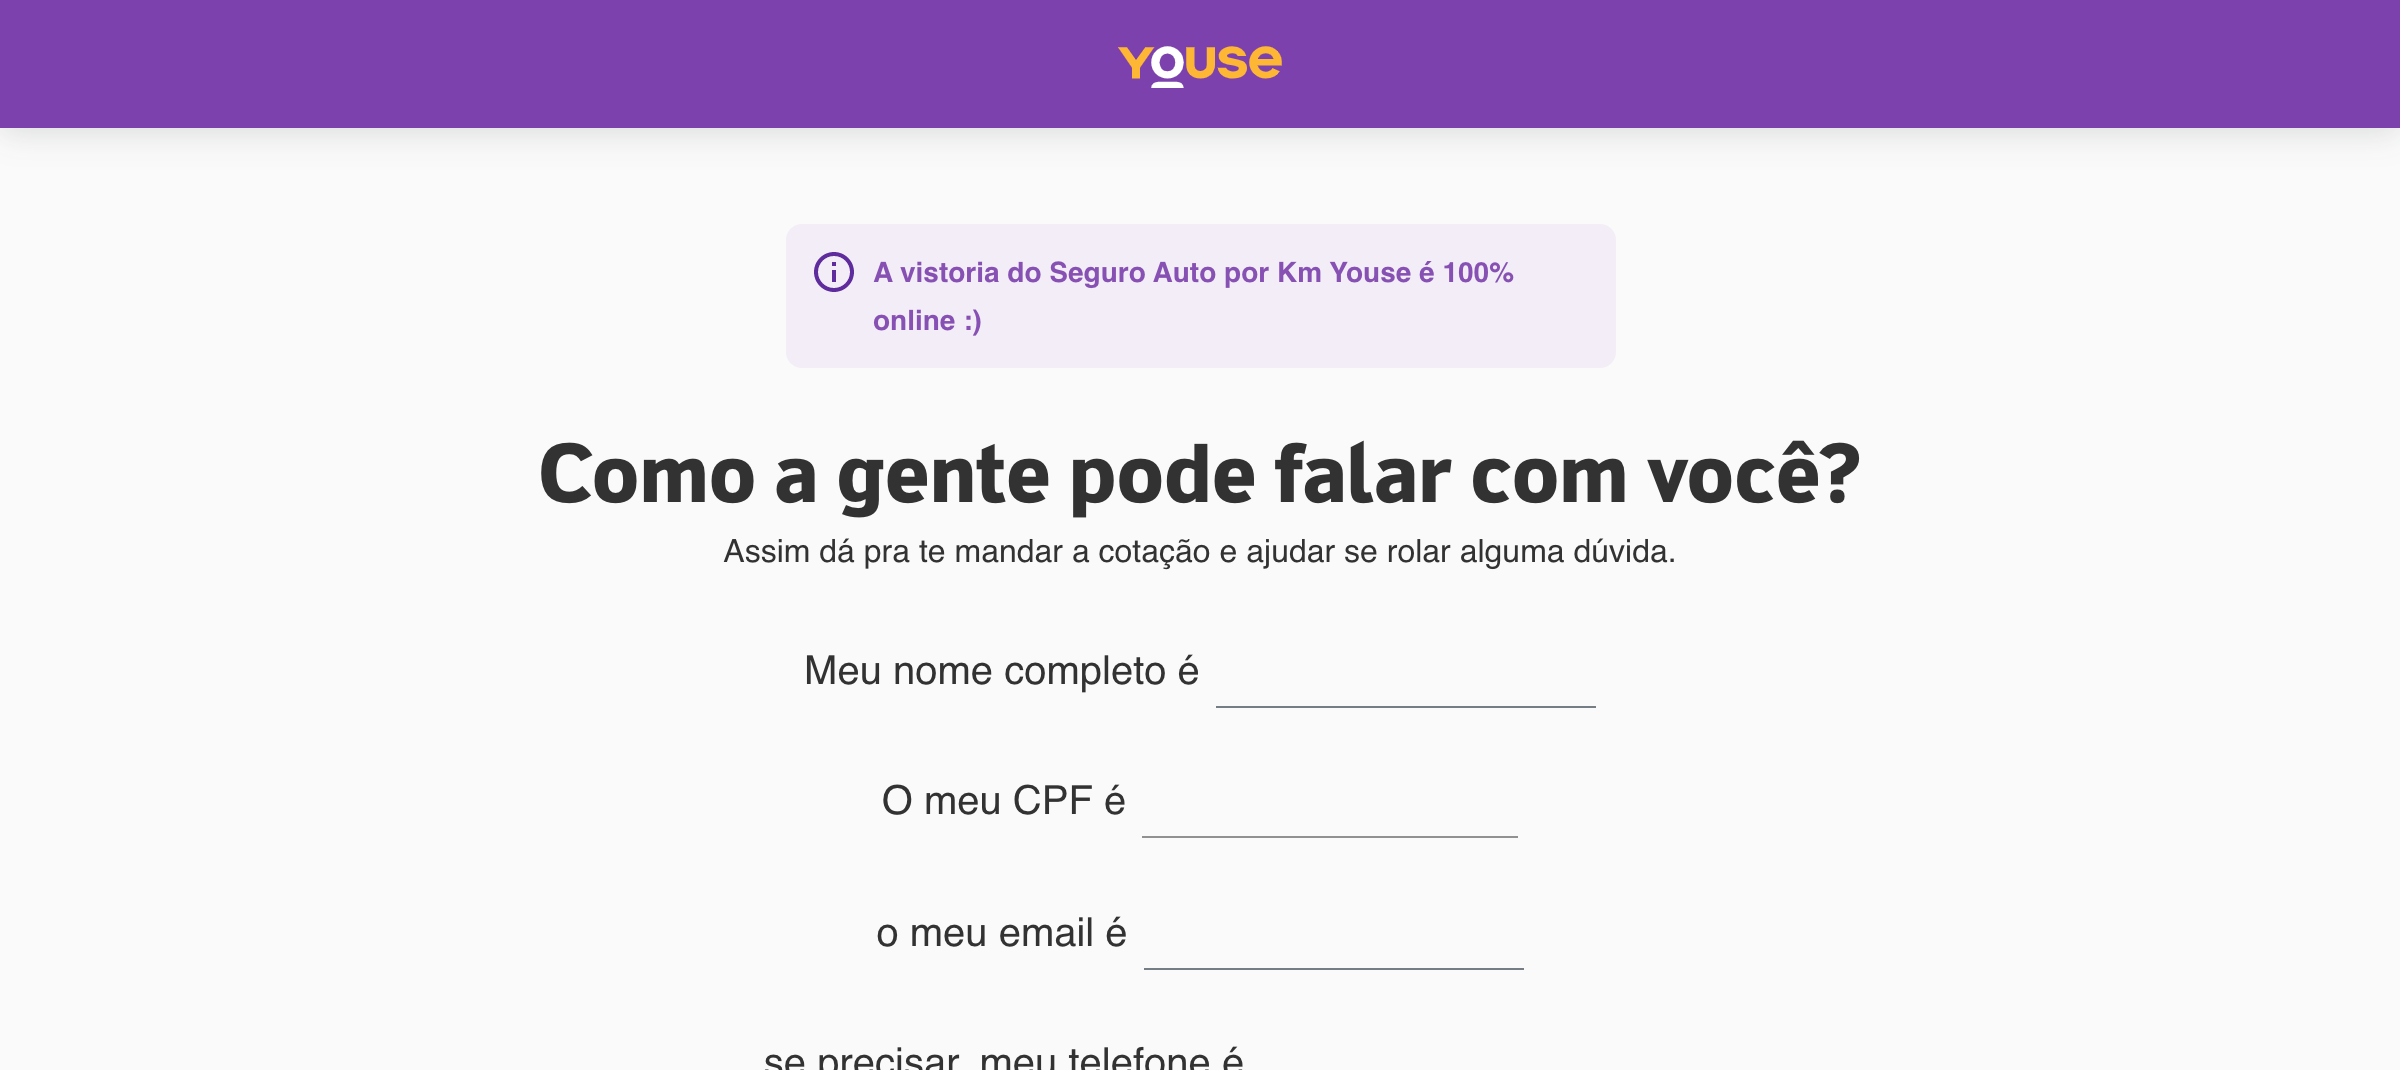 Youse
A vistoria do Seguro Auto por Km Youse é 100%
online :)
Como a gente pode falar com você?
Assim dá pra te mandar a cotação e ajudar se rolar alguma dúvida.
Meu nome completo é
O meu CPF é
o meu email é
se precisar, meu telefone é